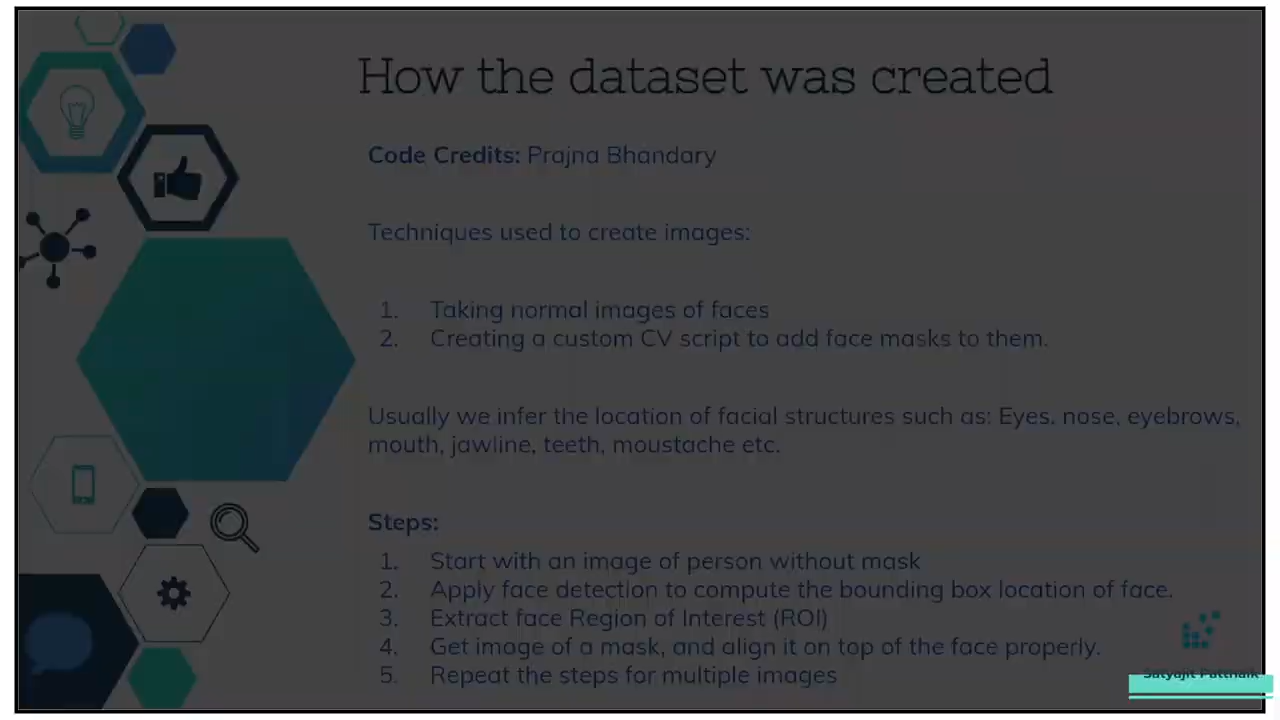 How the dataset was created
Code Credits: Prajna Bhandary
Techniques used to create images:
1. Taking normal images of faces
2. Creating a custom CV script to add face masks to them.
Usually we infer the location of facial structures such as: Eyes, nose, eyebrows,
mouth, jawline, teeth, moustache etc.
Steps:
1. Start with an image of person without mask
2. Apply face detection to compute the bounding box location of face.
3. Extract face Region of Interest (ROI)
4. Get image of a mask, and align it on top of the face properly.
5. Repeat the steps for multiple images
Satyajit Pattnaik